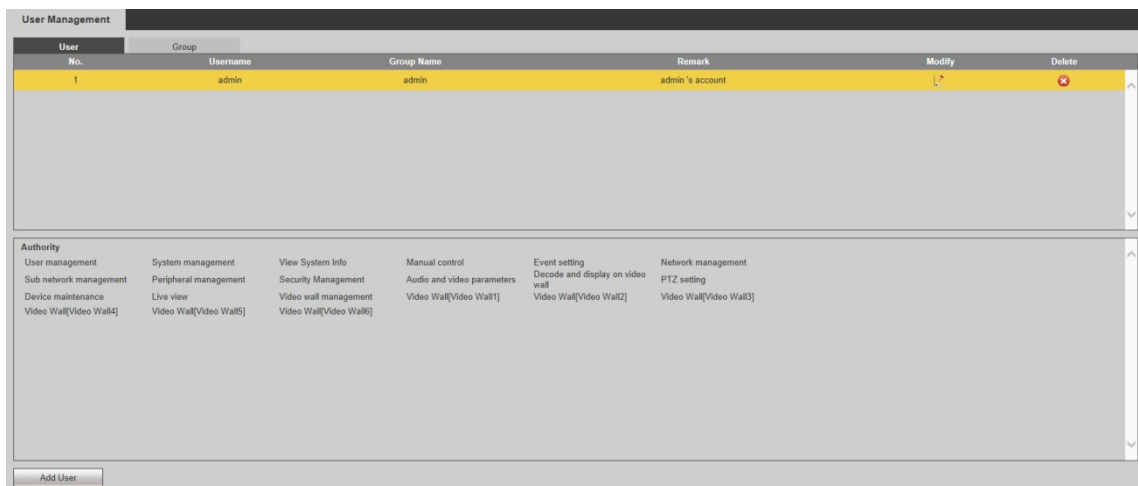 User Management
User Group
No. Username Group Name Remark Modify Delete
1 admin admin admin 's account
Authority
User management System management View System Info Manual control Event setting Network management
Sub network management Peripheral management Security Management Audio and video parameters Decode and display on video wall PTZ setting
Device maintenance Live view Video wall management Video Wall[Video Wall1] Video Wall[Video Wall2] Video Wall[Video Wall3]
Video Wall[Video Wall4] Video Wall[Video Wall5] Video Wall[Video Wall6]
Add User